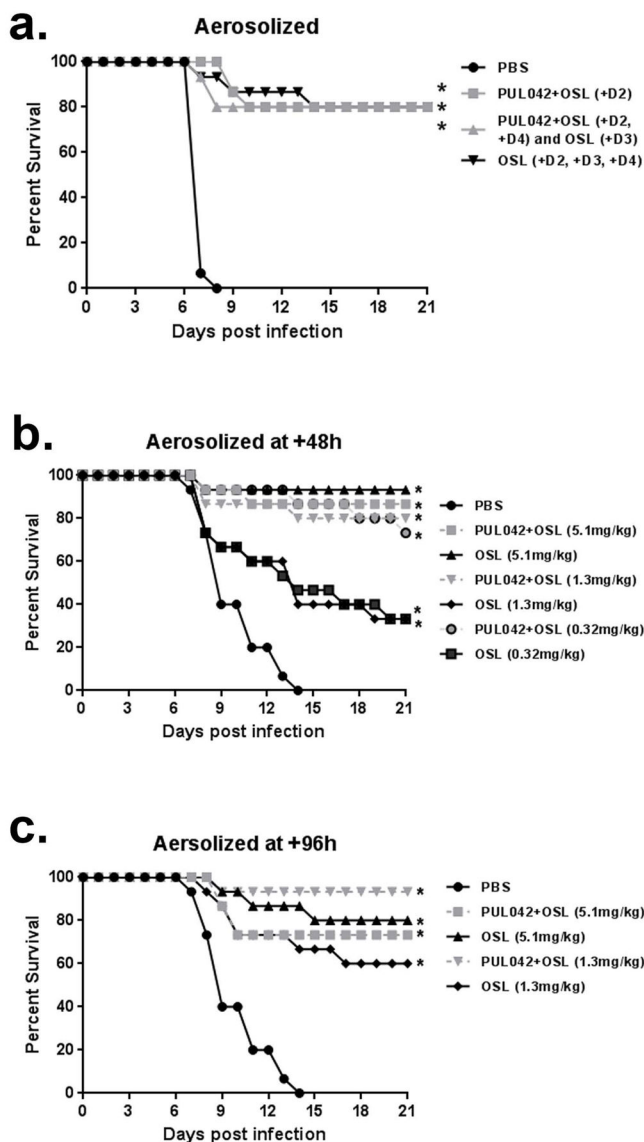 a.
Aerosolized
Percent Survival
100
80
60
40
20
0
0 3 6 9 12 15 18 21
Days post infection
*
*
*
PBS
PUL042+OSL (+D2)
PUL042+OSL (+D2,
+D4) and OSL (+D3)
OSL (+D2, +D3, +D4)
b.
Aerosolized at +48h
Percent Survival
100
80
60
40
20
0
0 3 6 9 12 15 18 21
Days post infection
*
*
*
*
*
*
PBS
PUL042+OSL (5.1mg/kg)
OSL (5.1mg/kg)
PUL042+OSL (1.3mg/kg)
OSL (1.3mg/kg)
PUL042+OSL (0.32mg/kg)
OSL (0.32mg/kg)
c.
Aersolized at +96h
Percent Survival
100
80
60
40
20
0
0 3 6 9 12 15 18 21
Days post infection
*
*
*
*
PBS
PUL042+OSL (5.1mg/kg)
OSL (5.1mg/kg)
PUL042+OSL (1.3mg/kg)
OSL (1.3mg/kg)